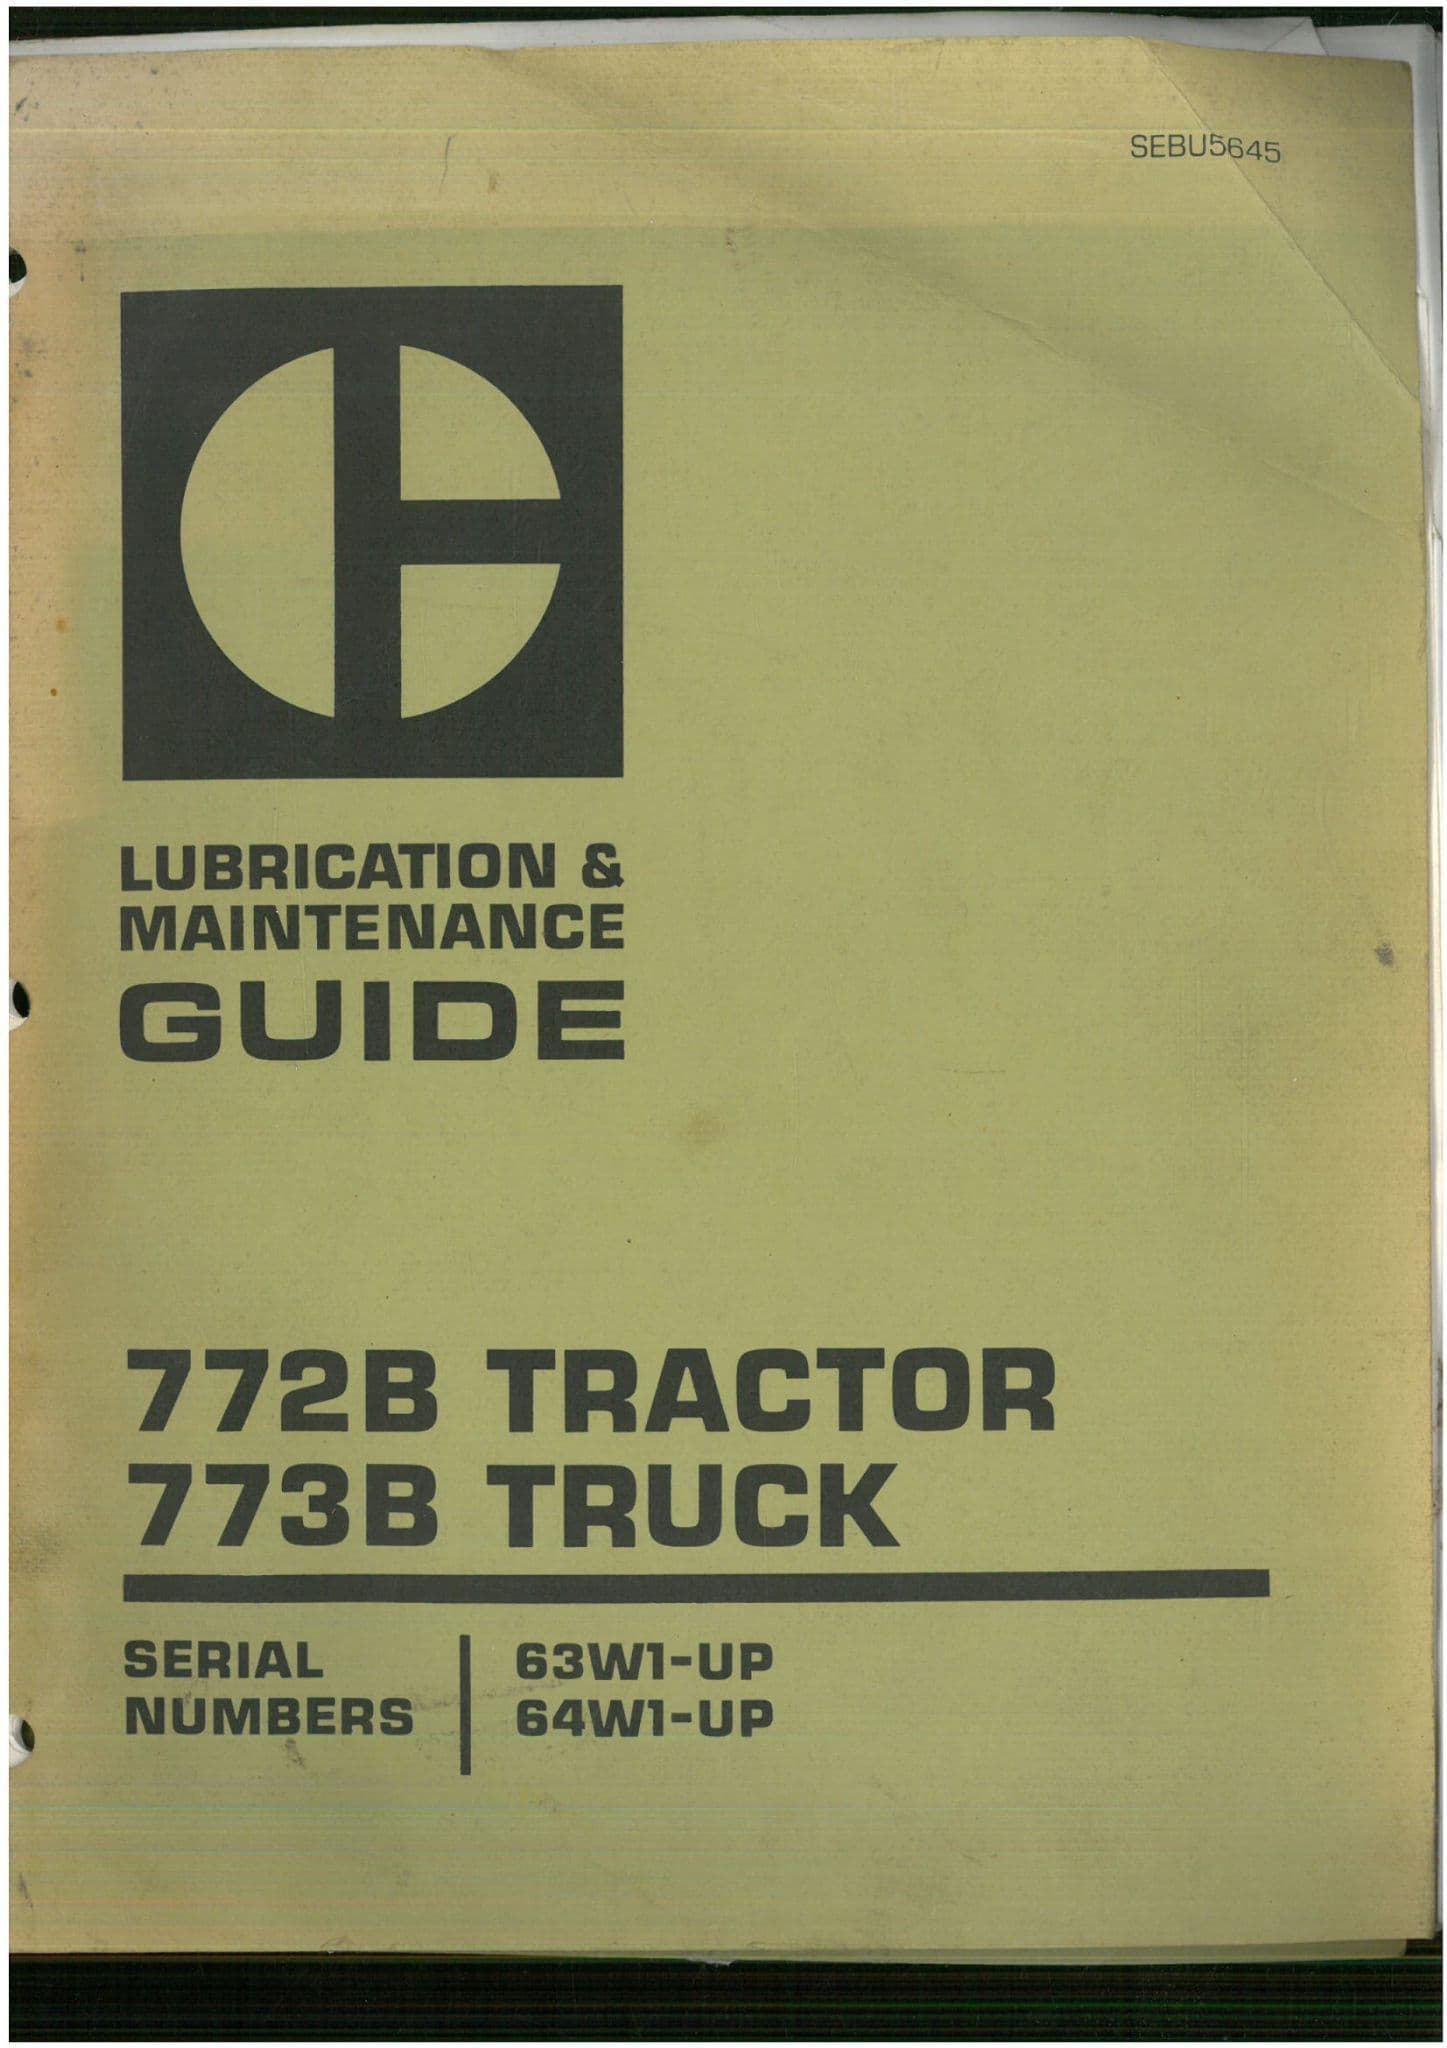 SEBU5645
LUBRICATION &
MAINTENANCE
GUIDE
772B TRACTOR
773B TRUCK
SERIAL NUMBERS
63W1-UP
64W1-UP